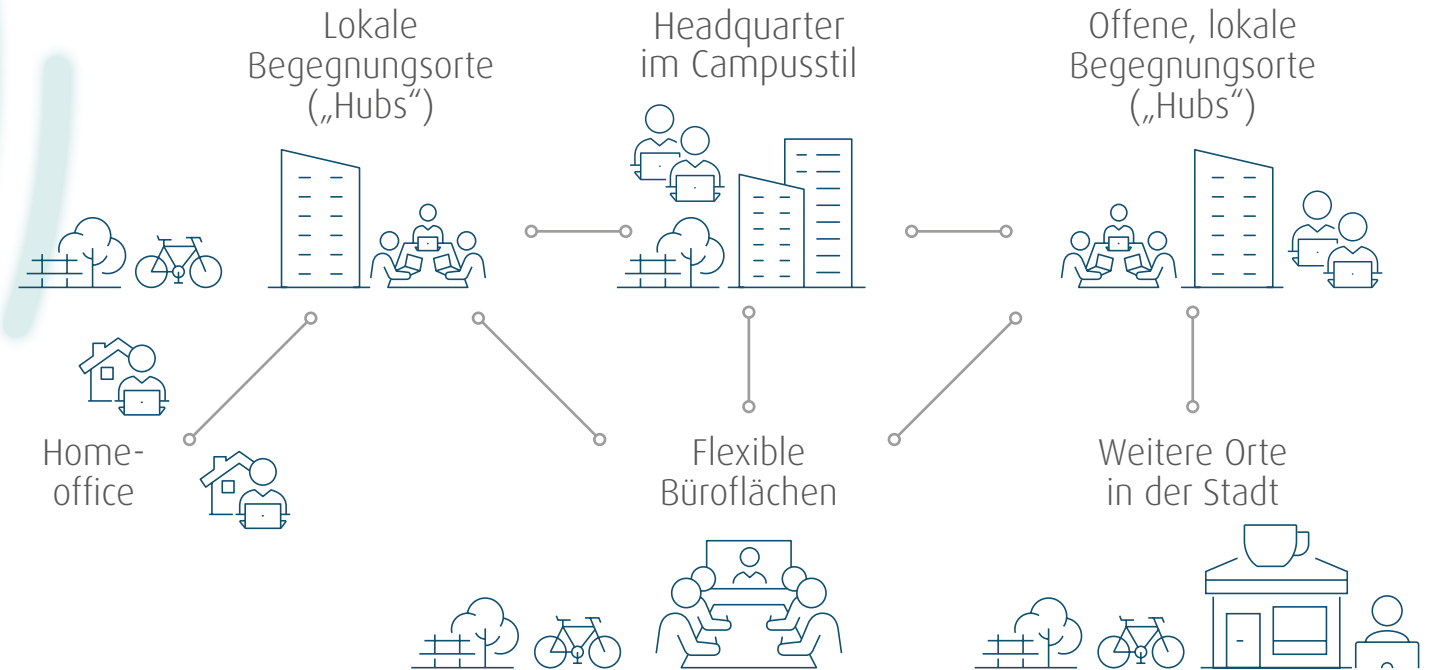 Lokale
Begegnungsorte
(„Hubs“)
Headquarter
im Campusstil
Offene, lokale
Begegnungsorte
(„Hubs“)
Home-
office
Flexible
Büroflächen
Weitere Orte
in der Stadt